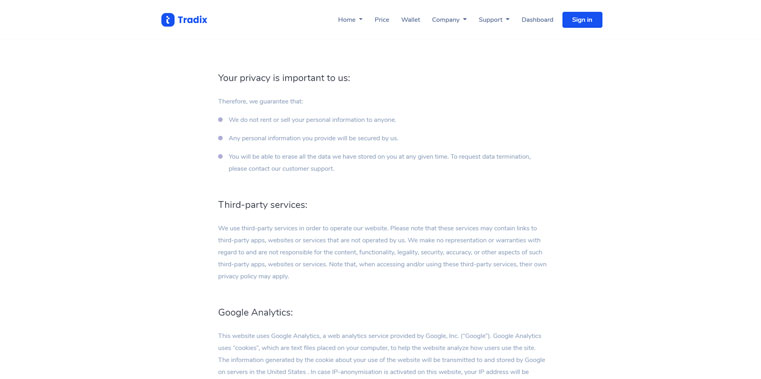 Tradix Home Price Wallet Company Support Dashboard Sign in
Your privacy is important to us:
Therefore, we guarantee that:
We do not rent or sell your personal information to anyone.
Any personal information you provide will be secured by us.
You will be able to erase all the data we have stored on you at any given time. To request data termination,
please contact our customer support.
Third-party services:
We use third-party services in order to operate our website. Please note that these services may contain links to
third-party apps, websites or services that are not operated by us. We make no representation or warranties with
regard to and are not responsible for the content, functionality, legality, security, accuracy, or other aspects of such
third-party apps, websites or services. Note that, when accessing and/or using these third-party services, their own
privacy policy may apply.
Google Analytics:
This website uses Google Analytics, a web analytics service provided by Google, Inc. ("Google"). Google Analytics
uses "cookies", which are text files placed on your computer, to help the website analyze how users use the site.
The information generated by the cookie about your use of the website will be transmitted to and stored by Google
on servers in the United States . In case IP-anonymisation is activated on this website, your IP address will be